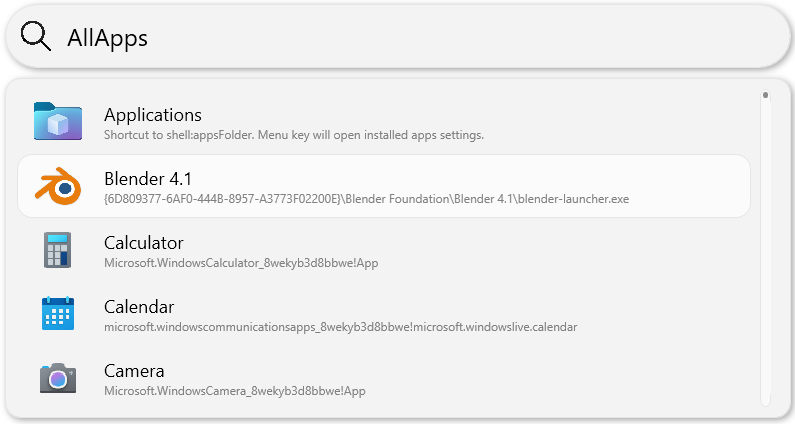 AllApps
Applications
Shortcut to shell:appsFolder. Menu key will open installed apps settings.
Blender 4.1
{6D809377-6AF0-444B-8957-A3773F02200E}\Blender Foundation\Blender 4.1\blender-launcher.exe
Calculator
Microsoft.WindowsCalculator_8wekyb3d8bbwe!App
Calendar
microsoft.windowscommunicationsapps_8wekyb3d8bbwe!microsoft.windowslive.calendar
Camera
Microsoft.WindowsCamera_8wekyb3d8bbwe!App